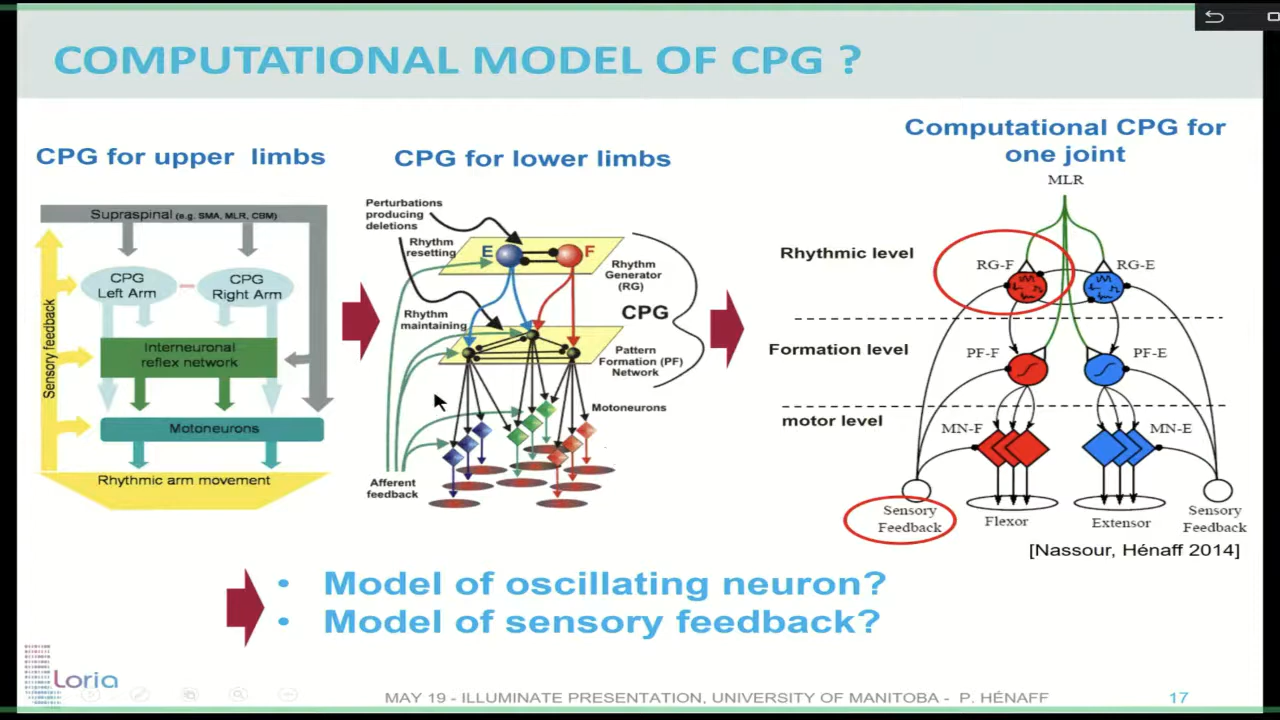 COMPUTATIONAL MODEL OF CPG ?
CPG for upper limbs
Supraspinal (e.g. SMA, MLR, CBM)
CPG
Left Arm
CPG
Right Arm
Sensory feedback
Interneuronal
reflex network
Motoneurons
Rhythmic arm movement
CPG for lower limbs
Perturbations
producing
deletions
Rhythm
resetting
E
F
Rhythm
Generator
(RG)
CPG
Rhythm
maintaining
Pattern
Formation (PF)
Network
Motoneurons
Afferent
feedback
Computational CPG for
one joint
MLR
Rhythmic level
RG-F
RG-E
Formation level
PF-F
PF-E
motor level
MN-F
MN-E
Sensory
Feedback
Flexor
Extensor
Sensory
Feedback
[Nassour, Hénaff 2014]
• Model of oscillating neuron?
• Model of sensory feedback?
Loria
MAY 19 - ILLUMINATE PRESENTATION, UNIVERSITY OF MANITOBA - P. HÉNAFF
17